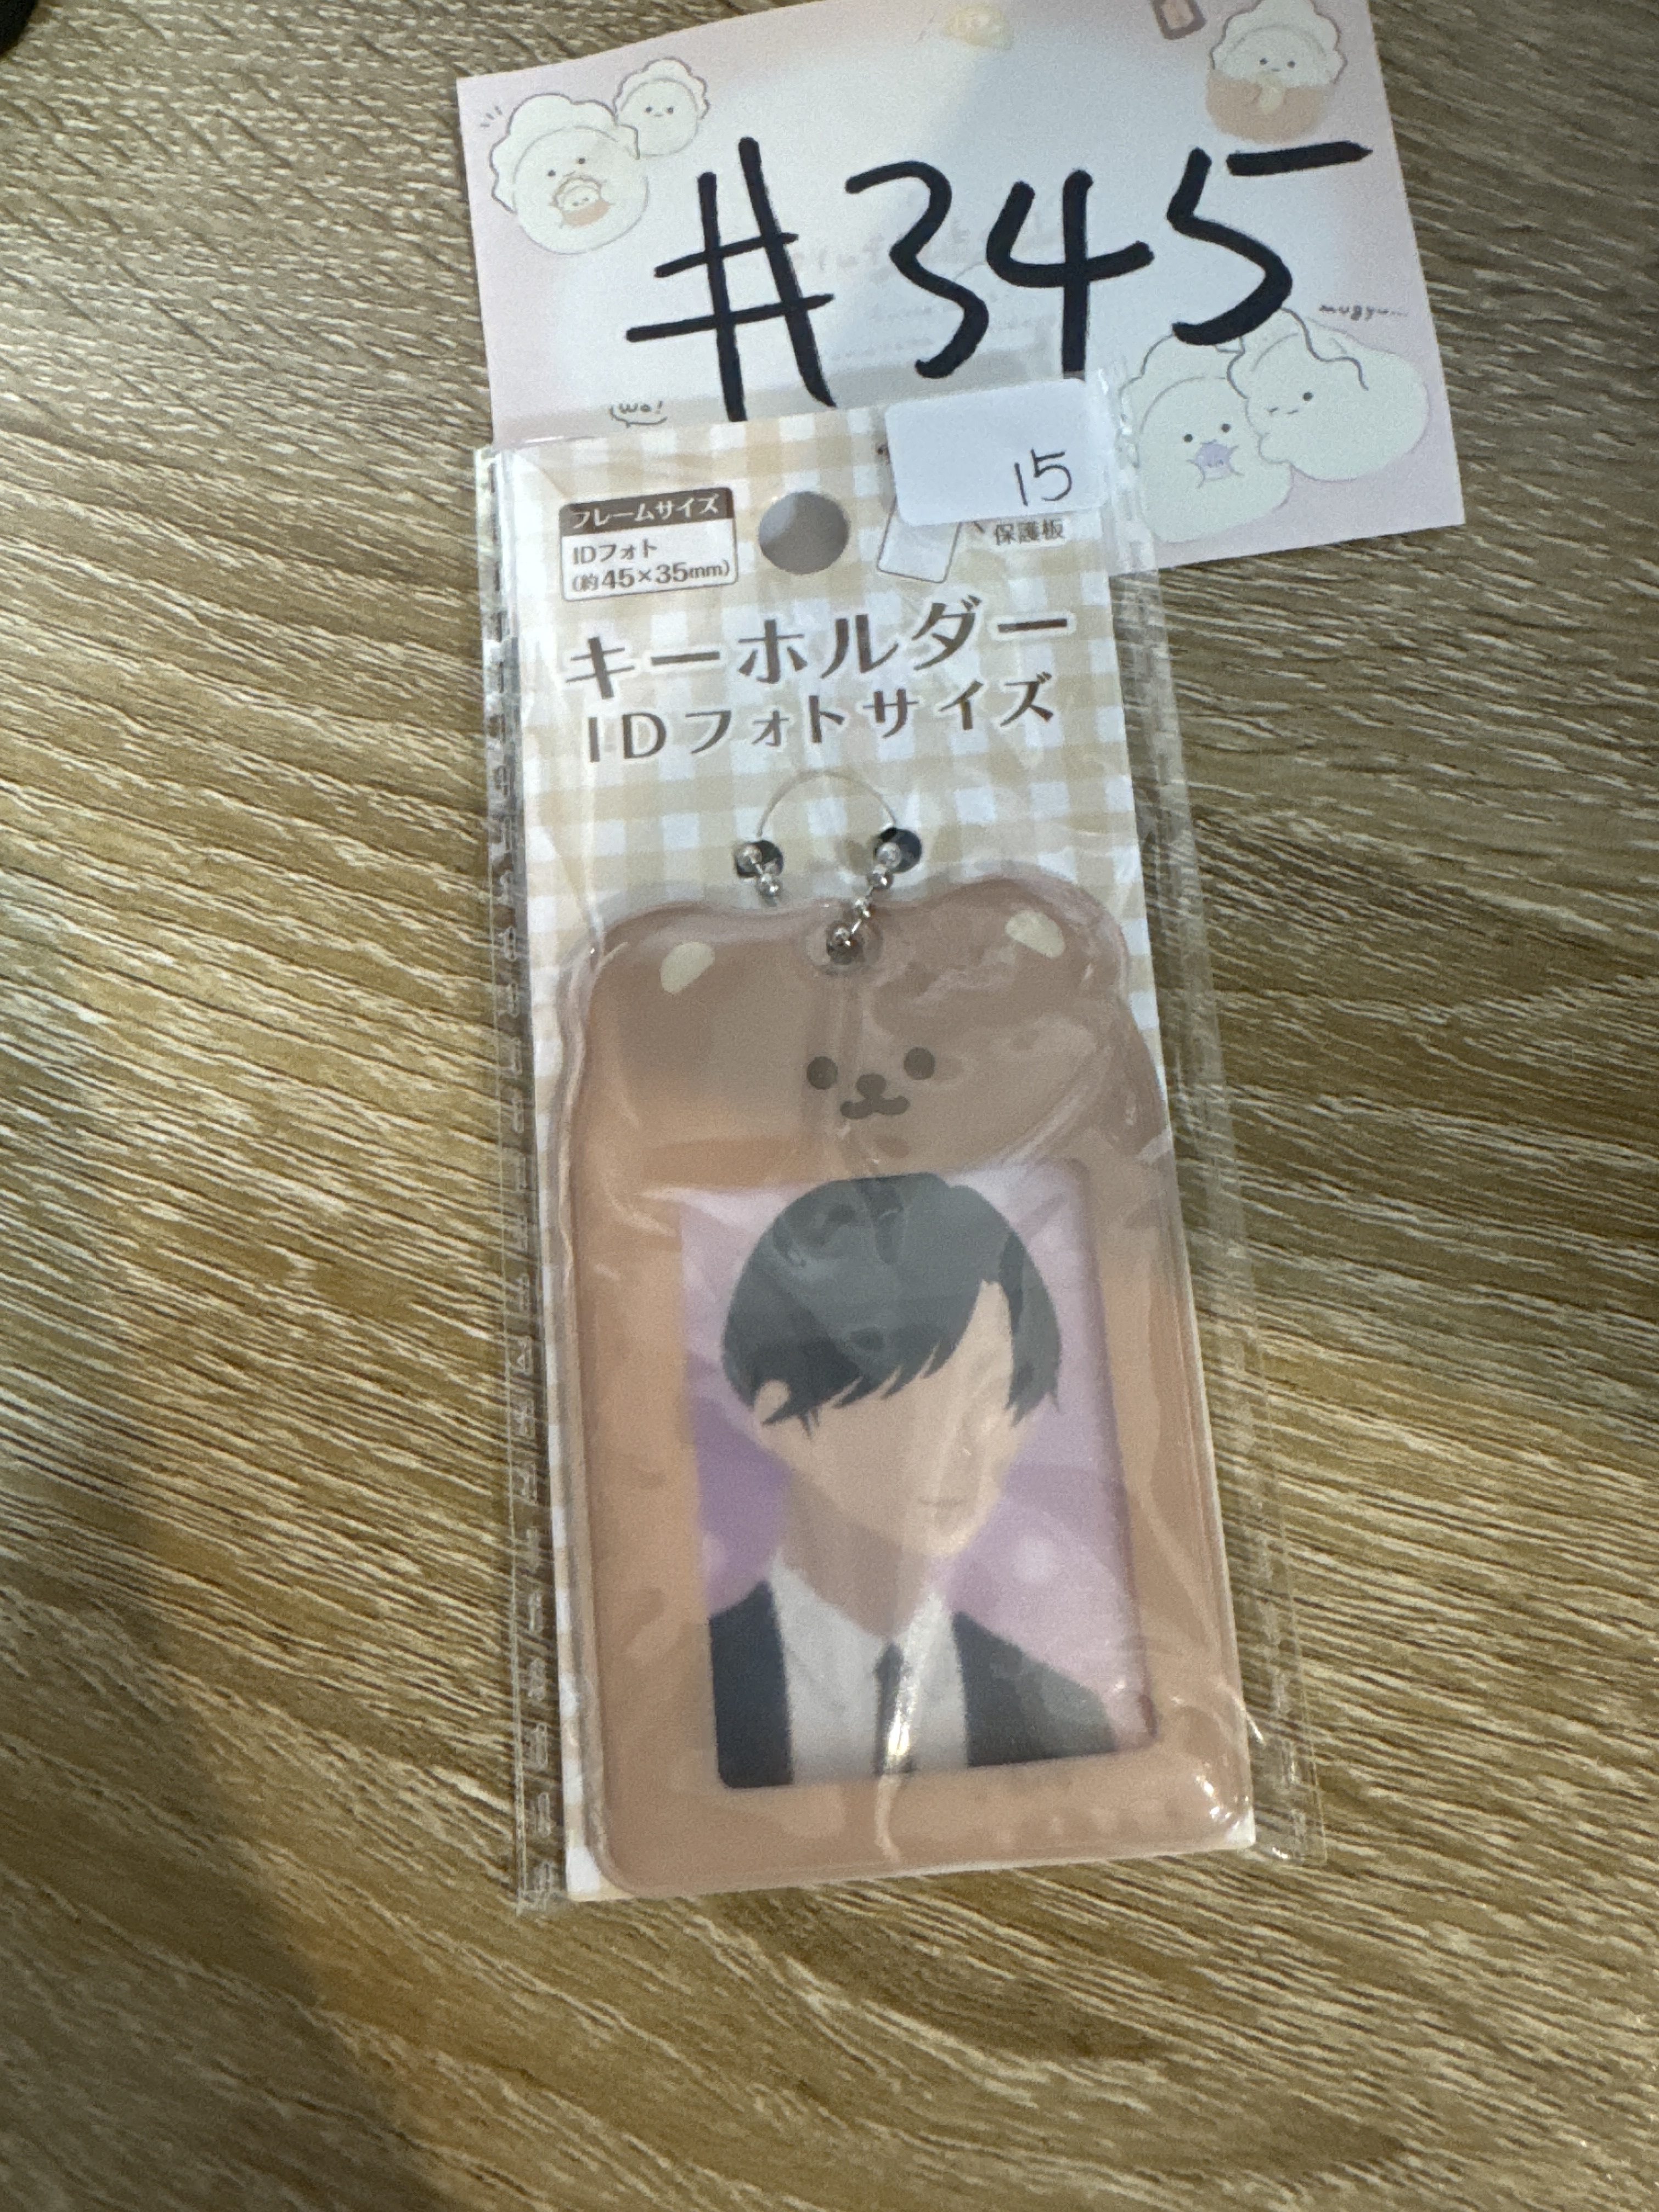 #345
mugyu...
wo!
15
フレームサイズ
IDフォト
(約45×35mm)
保護板
キーホルダー
IDフォトサイズ